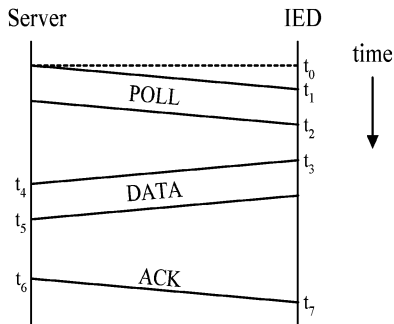 Server IED
t0
time
POLL
t1
t2
t3
t4
DATA
t5
t6
ACK
t7